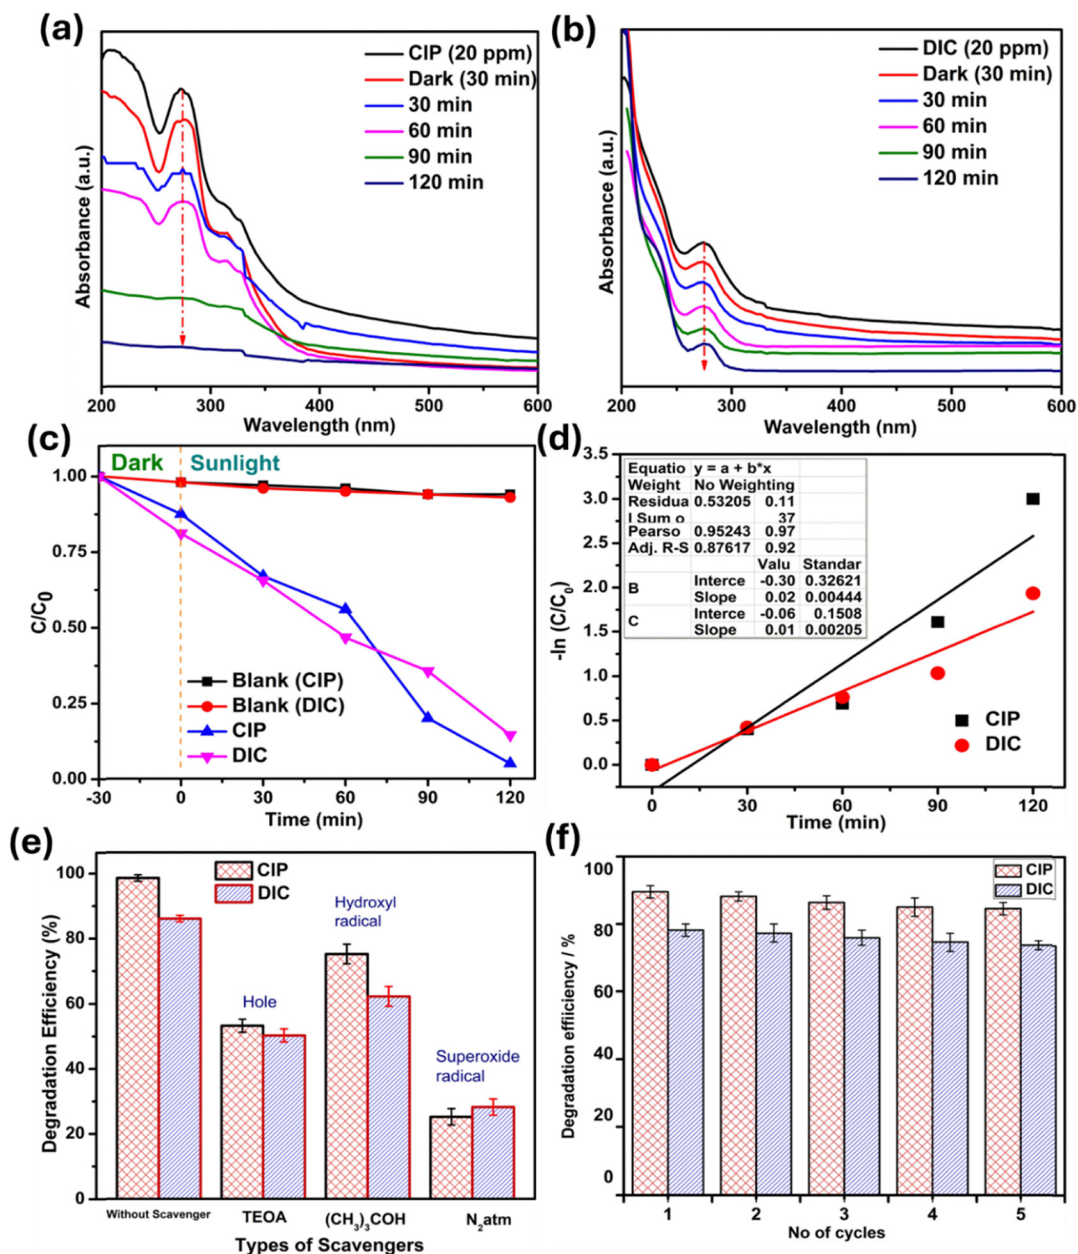 (a)
CIP (20 ppm)
Dark (30 min)
30 min
60 min
90 min
120 min
Absorbance (a.u.)
200 300 400 500 600
Wavelength (nm)
(b)
DIC (20 ppm)
Dark (30 min)
30 min
60 min
90 min
120 min
Absorbance (a.u.)
200 300 400 500 600
Wavelength (nm)
(c)
Dark Sunlight
1.00
0.75
0.50
0.25
0.00
C/C0
Blank (CIP)
Blank (DIC)
CIP
DIC
-30 0 30 60 90 120
Time (min)
(d)
3.5
3.0
2.5
2.0
1.5
1.0
0.5
0.0
-ln (C/C0)
Equatio y = a + b*x
Weight No Weighting
Residua 0.53205 0.11
l Sum o 37
Pearso 0.95243 0.97
Adj. R-S 0.87617 0.92
Valu Standar
B Interce -0.30 0.32621
Slope 0.02 0.00444
C Interce -0.06 0.1508
Slope 0.01 0.00205
CIP
DIC
0 30 60 90 120
Time (min)
(e)
100
80
60
40
20
0
Degradation Efficiency (%)
CIP
DIC
Hydroxyl
radical
Hole
Superoxide
radical
Without Scavenger TEOA (CH3)3COH N2atm
Types of Scavengers
(f)
100
80
60
40
20
0
Degradation effiiciency / %
CIP
DIC
1 2 3 4 5
No of cycles